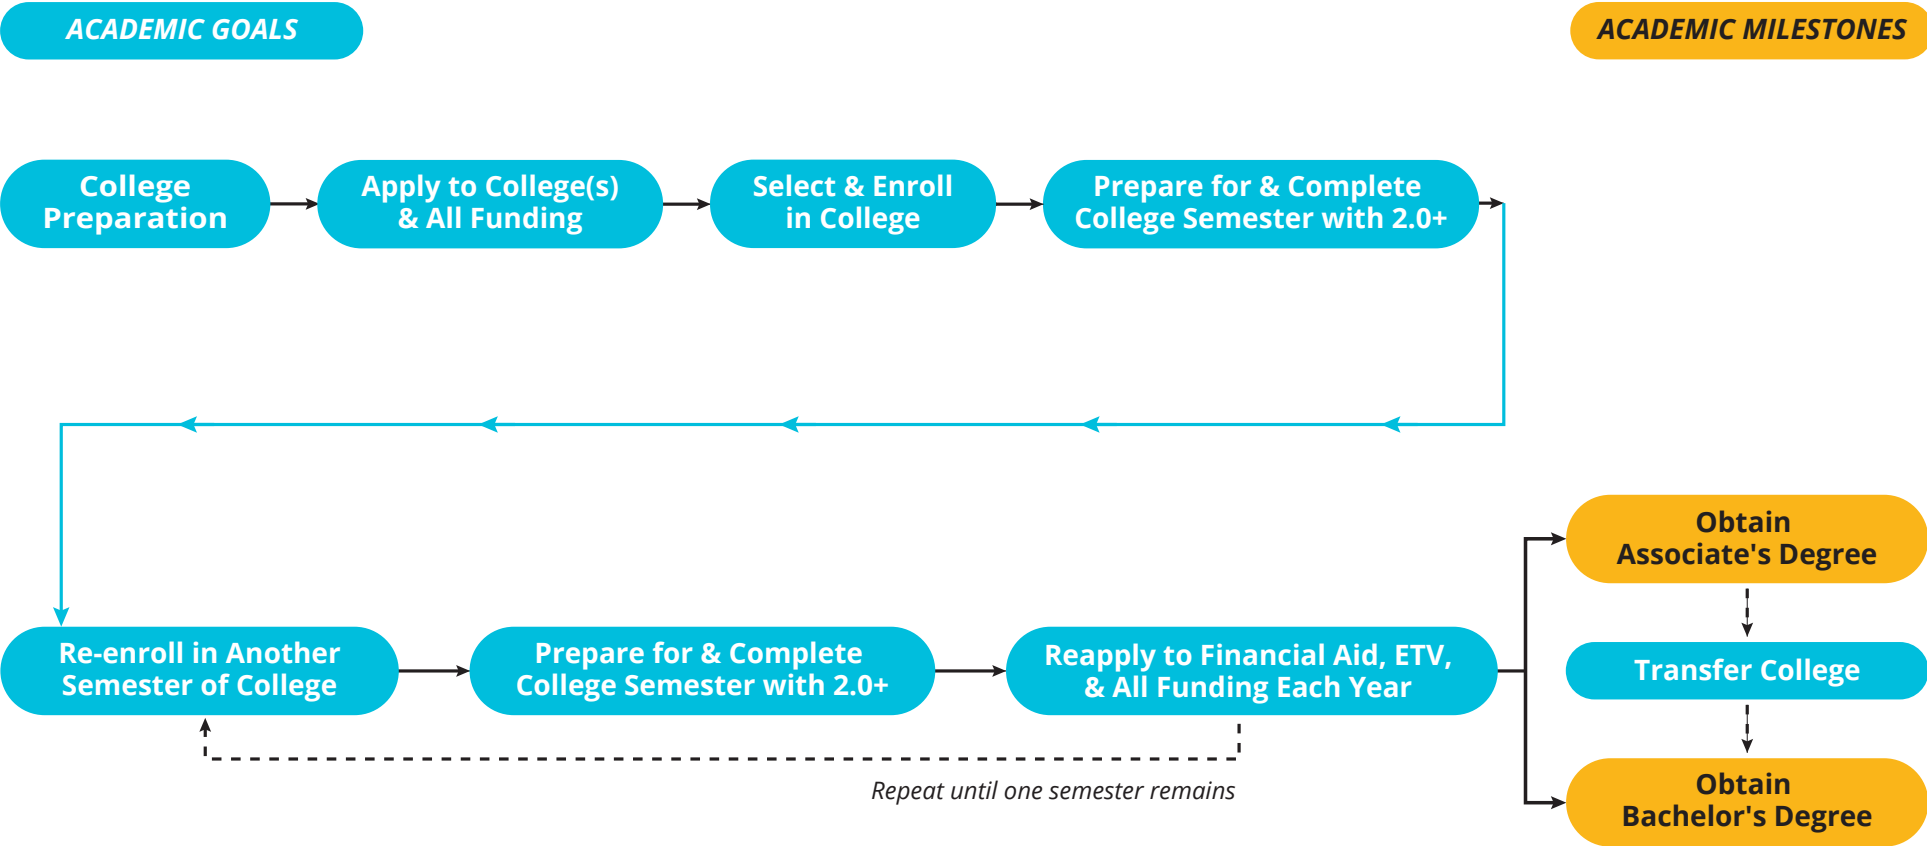 ACADEMIC GOALS
ACADEMIC MILESTONES
College
Preparation
Apply to College(s)
& All Funding
Select & Enroll
in College
Prepare for & Complete
College Semester with 2.0+
Re-enroll in Another
Semester of College
Prepare for & Complete
College Semester with 2.0+
Reapply to Financial Aid, ETV,
& All Funding Each Year
Repeat until one semester remains
Obtain
Associate's Degree
Transfer College
Obtain
Bachelor's Degree